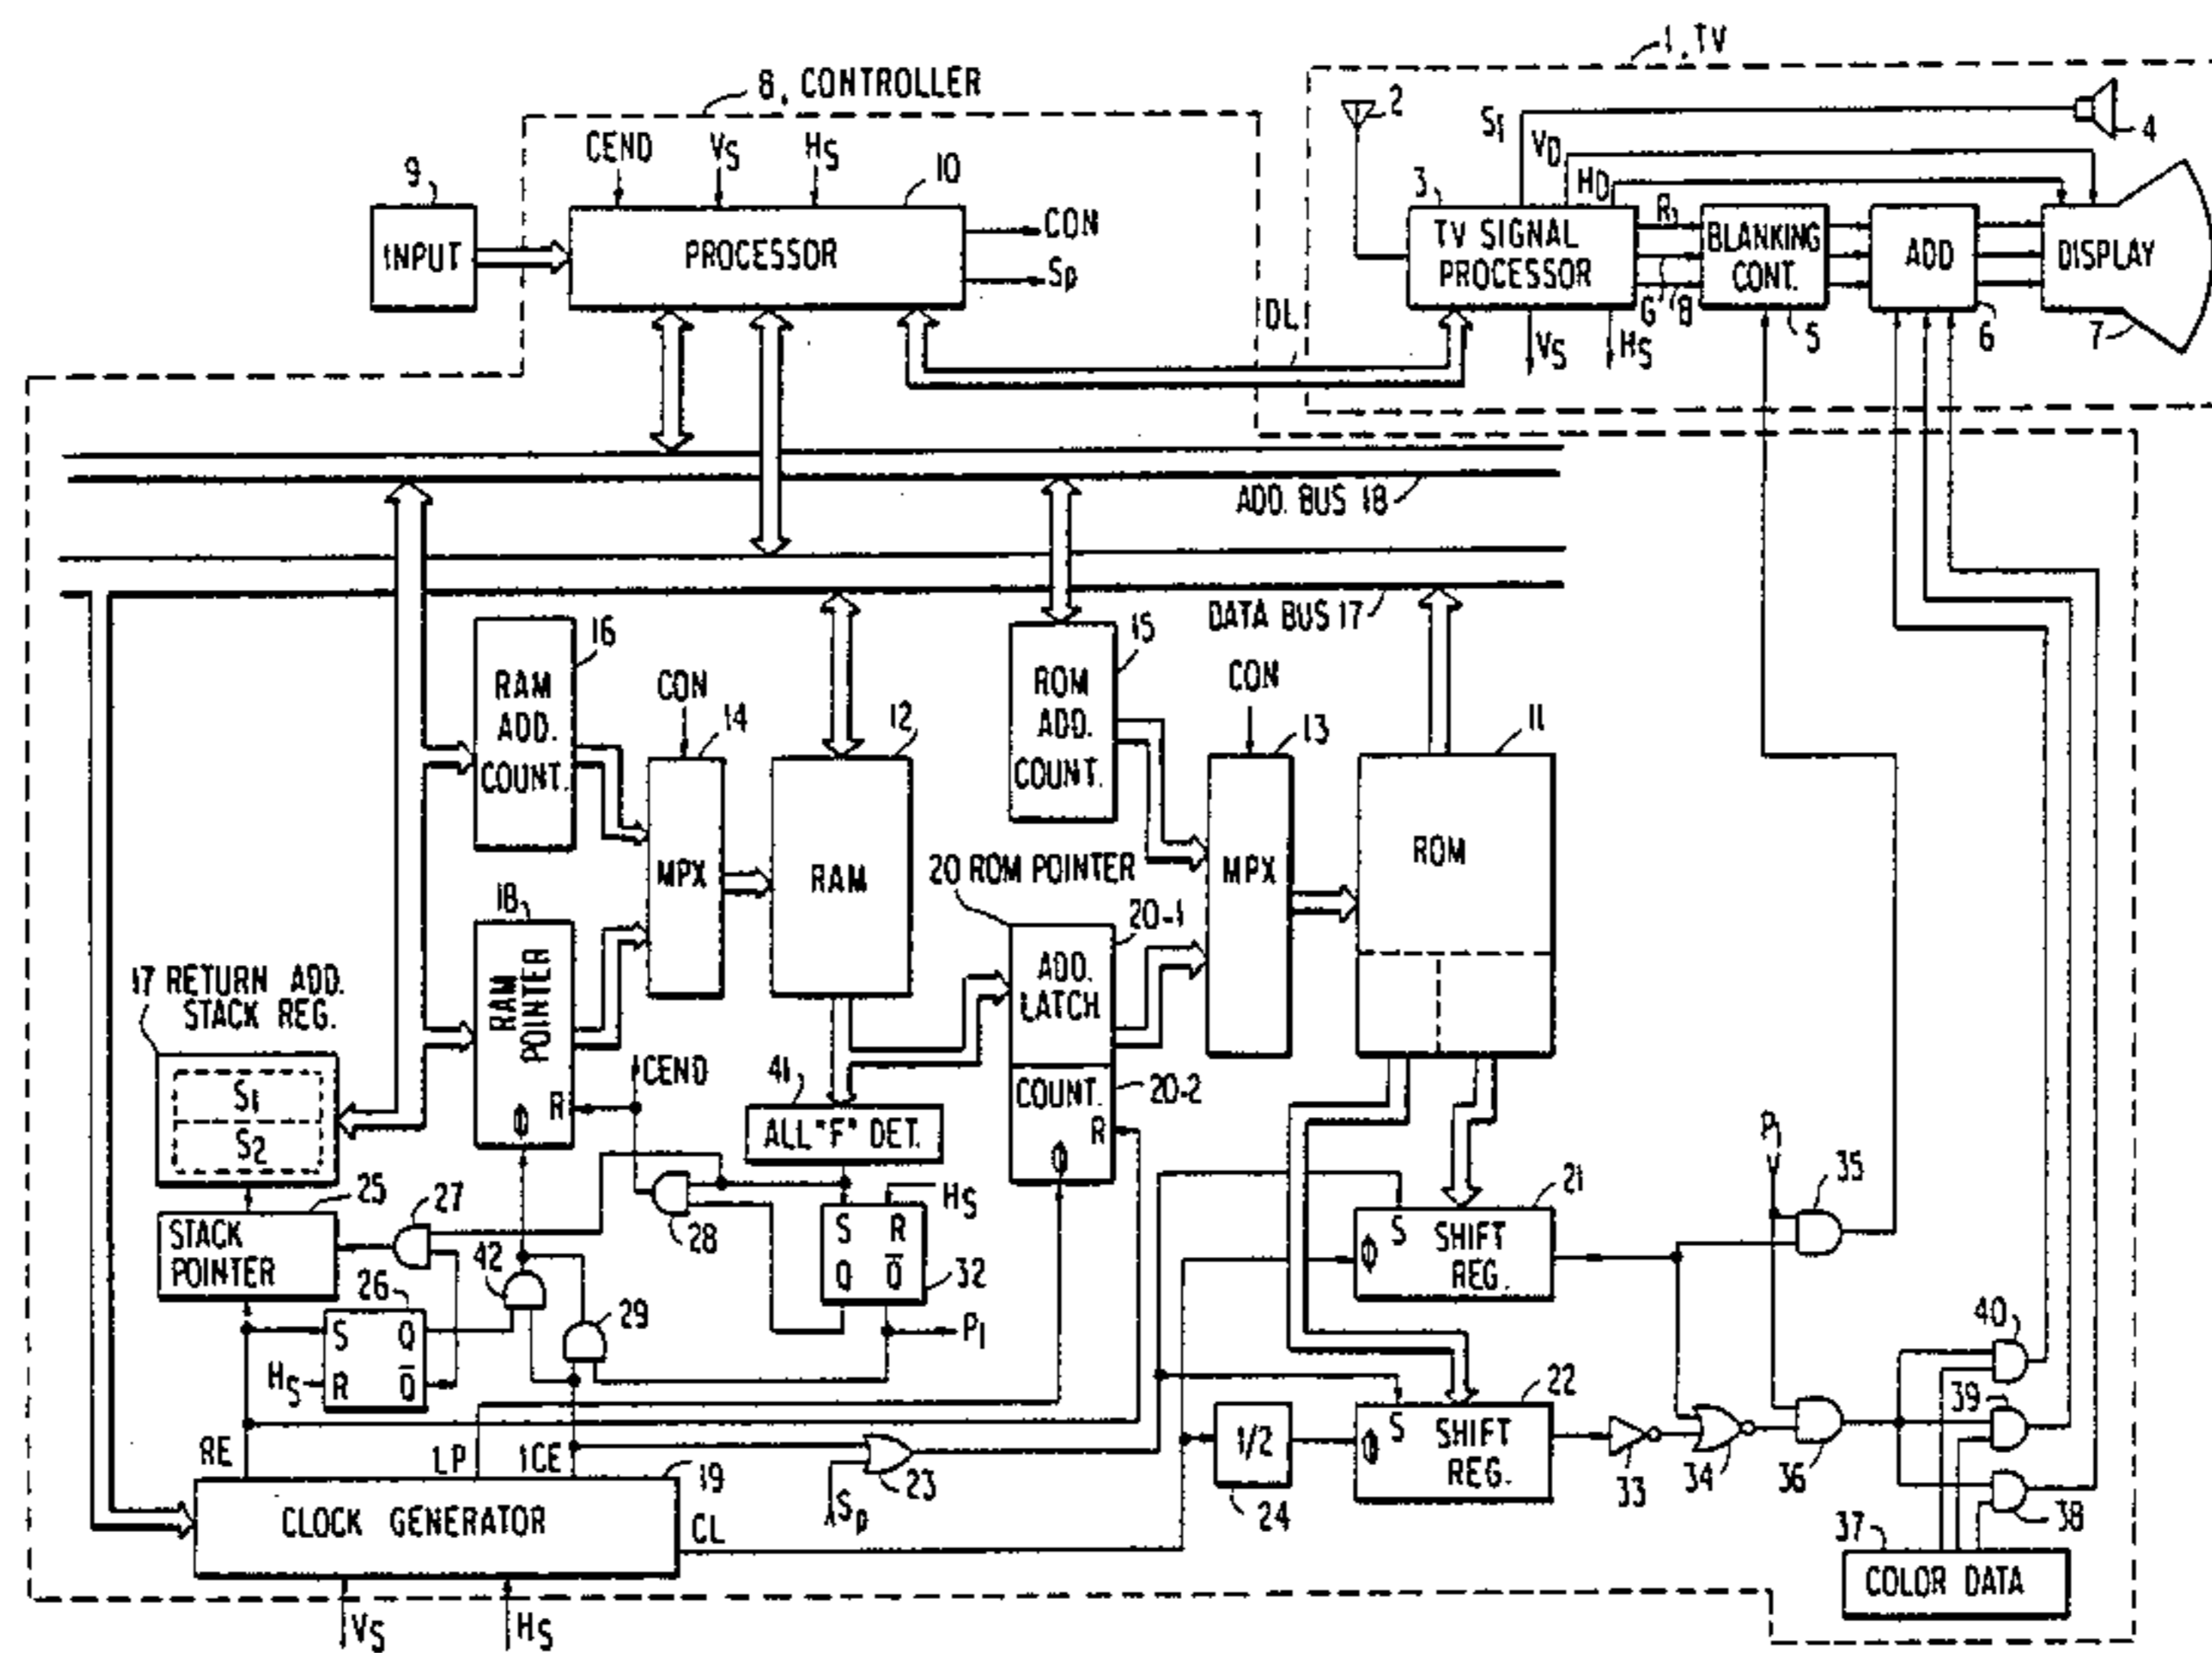 1, TV
8, CONTROLLER
2
S1
4
CEND
VS
HS
VD
HD
9
10
3
INPUT
PROCESSOR
CON
Sp
TV SIGNAL
PROCESSOR
R
G
B
BLANKING
CONT.
ADD
DISPLAY
DL
VS
HS
5
6
7
ADD. BUS 18
DATA BUS 17
16
15
RAM
ADD.
COUNT.
CON
14
12
ROM
ADD.
COUNT.
CON
13
11
MPX
RAM
20 ROM POINTER
MPX
ROM
18
20-1
17 RETURN ADD.
STACK REG.
RAM
POINTER
ADD.
LATCH
S1
S2
Φ
R
CEND
41
ALL "F" DET.
COUNT.
20-2
R
Φ
P1
35
25
27
28
HS
21
STACK
POINTER
42
S
R
Q
Q̄
32
S
Φ
SHIFT
REG.
26
S
Q
R
Q̄
HS
29
P1
40
RE
LP
1CE
19
23
Sp
1/2
24
22
S
Φ
SHIFT
REG.
33
34
36
39
38
CLOCK GENERATOR
CL
37
COLOR DATA
VS
HS